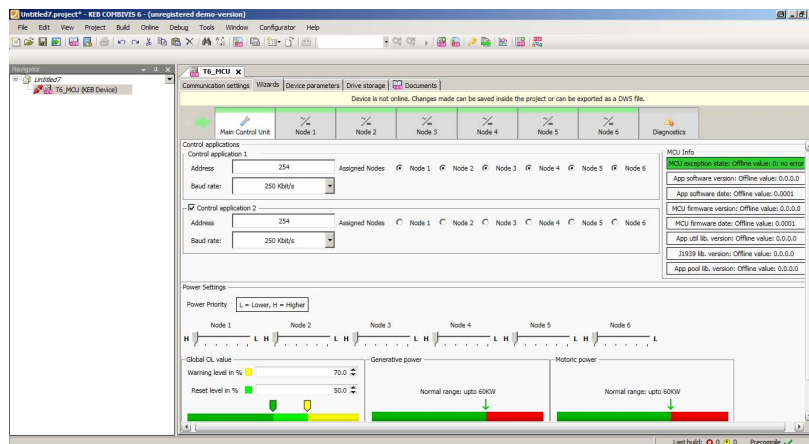 Untitled7.project* - KEB COMBIVIS 6 - (unregistered demo-version)
File Edit View Project Build Online Debug Tools Window Configurator Help
Navigator
Untitled7
T6_MCU (KEB Device)
T6_MCU x
Communication settings Wizards Device parameters Drive storage Documents
Device is not online. Changes made can be saved inside the project or can be exported as a DW5 file.
Main Control Unit Node 1 Node 2 Node 3 Node 4 Node 5 Node 6 Diagnostics
Control applications
Control application 1
Address 254 Assigned Nodes Node 1 Node 2 Node 3 Node 4 Node 5 Node 6
Baud rate: 250 Kbit/s
Control application 2
Address 254 Assigned Nodes Node 1 Node 2 Node 3 Node 4 Node 5 Node 6
Baud rate: 250 Kbit/s
MCU Info
MCU exception state: Offline value: 0: no error
App software version: Offline value: 0.0.0.0
App software date: Offline value: 0.0001
MCU firmware version: Offline value: 0.0.0.0
MCU firmware date: Offline value: 0.0001
App util lib. version: Offline value: 0.0.0.0
J1939 lib. version: Offline value: 0.0.0.0
App pool lib. version: Offline value: 0.0.0.0
Power Settings
Power Priority L = Lower, H = Higher
Node 1 Node 2 Node 3 Node 4 Node 5 Node 6
H L H L H L H L H L H L
Global OL value
Warning level in % 70.0
Reset level in % 50.0
Generative power
Normal range: upto 60KW
Motoric power
Normal range: upto 60KW
Last build: 0 0 Precompile